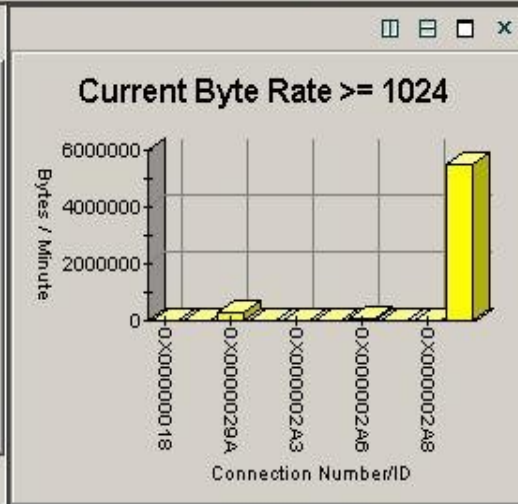 Current Byte Rate >= 1024
Bytes / Minute
6000000
4000000
2000000
0
0X00000018
0X0000029A
0X000002A3
0X000002A6
0X000002A8
Connection Number/ID